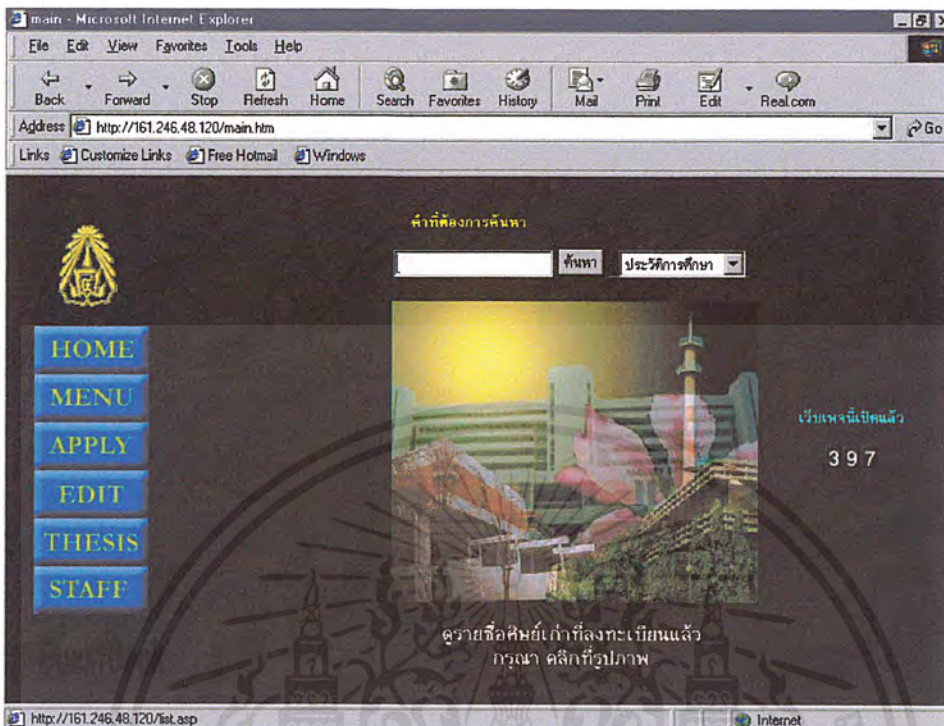 main - Microsoft Internet Explorer
File Edit View Favorites Tools Help
Back Forward Stop Refresh Home Search Favorites History Mail Print Edit Real.com
Address http://161.246.48.120/main.htm Go
Links Customize Links Free Hotmail Windows
คำที่ต้องการค้นหา
ค้นหา ประวัติการศึกษา
HOME
MENU
APPLY
EDIT
THESIS
STAFF
เว็บเพจนี้เปิดแล้ว
397
ดูรายชื่อศิษย์เก่าที่ลงทะเบียนแล้ว
กรุณา คลิกที่รูปภาพ
http://161.246.48.120/list.asp Internet